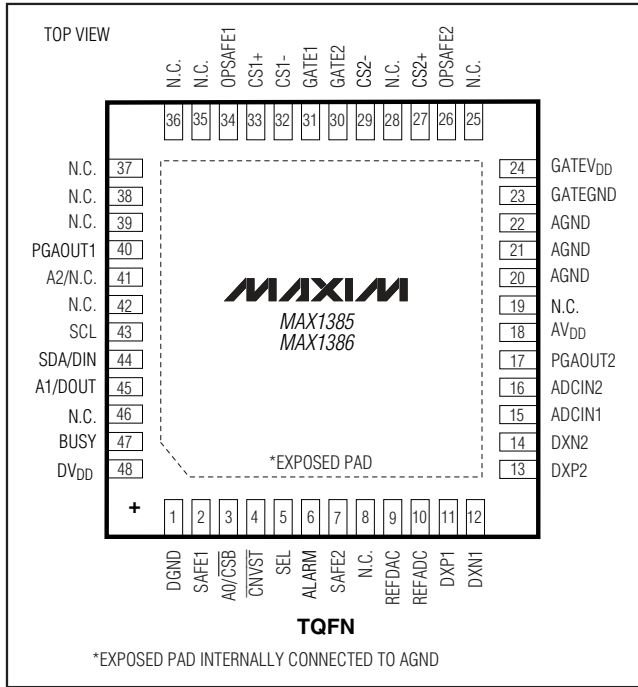 TOP VIEW
N.C. N.C. OPSAFE1 CS1+ CS1- GATE1 GATE2 CS2- N.C. CS2+ OPSAFE2 N.C.
36 35 34 33 32 31 30 29 28 27 26 25
N.C. 37
N.C. 38
N.C. 39
PGAOUT1 40
A2/N.C. 41
N.C. 42
SCL 43
SDA/DIN 44
A1/DOUT 45
N.C. 46
BUSY 47
DVDD 48
MAXIM
MAX1385
MAX1386
*EXPOSED PAD
24 GATEVDD
23 GATEGND
22 AGND
21 AGND
20 AGND
19 N.C.
18 AVDD
17 PGAOUT2
16 ADCIN2
15 ADCIN1
14 DXN2
13 DXP2
+
1 2 3 4 5 6 7 8 9 10 11 12
DGND SAFE1 A0/CSB CNVST SEL ALARM SAFE2 N.C. REFDAC REFADC DXP1 DXN1
TQFN
*EXPOSED PAD INTERNALLY CONNECTED TO AGND